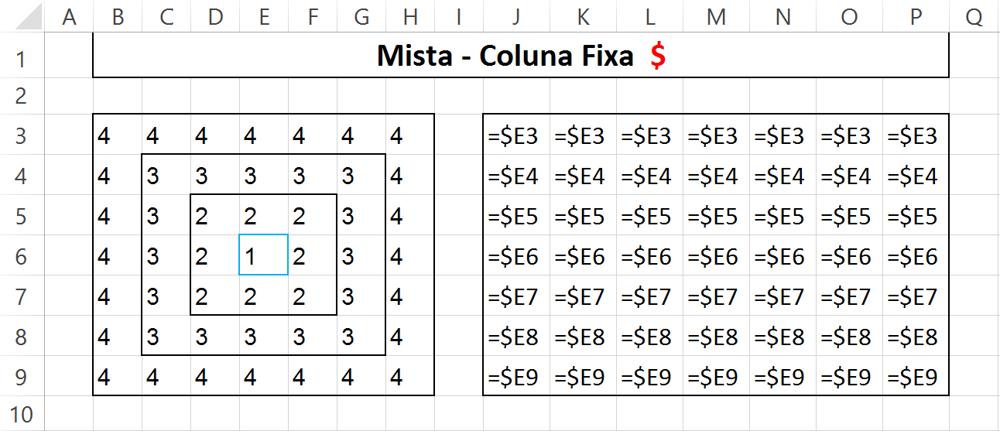 A B C D E F G H I J K L M N O P Q
1 Mista - Coluna Fixa $
2
3 4 4 4 4 4 4 4 =$E3 =$E3 =$E3 =$E3 =$E3 =$E3 =$E3
4 4 3 3 3 3 3 4 =$E4 =$E4 =$E4 =$E4 =$E4 =$E4 =$E4
5 4 3 2 2 2 3 4 =$E5 =$E5 =$E5 =$E5 =$E5 =$E5 =$E5
6 4 3 2 1 2 3 4 =$E6 =$E6 =$E6 =$E6 =$E6 =$E6 =$E6
7 4 3 2 2 2 3 4 =$E7 =$E7 =$E7 =$E7 =$E7 =$E7 =$E7
8 4 3 3 3 3 3 4 =$E8 =$E8 =$E8 =$E8 =$E8 =$E8 =$E8
9 4 4 4 4 4 4 4 =$E9 =$E9 =$E9 =$E9 =$E9 =$E9 =$E9
10